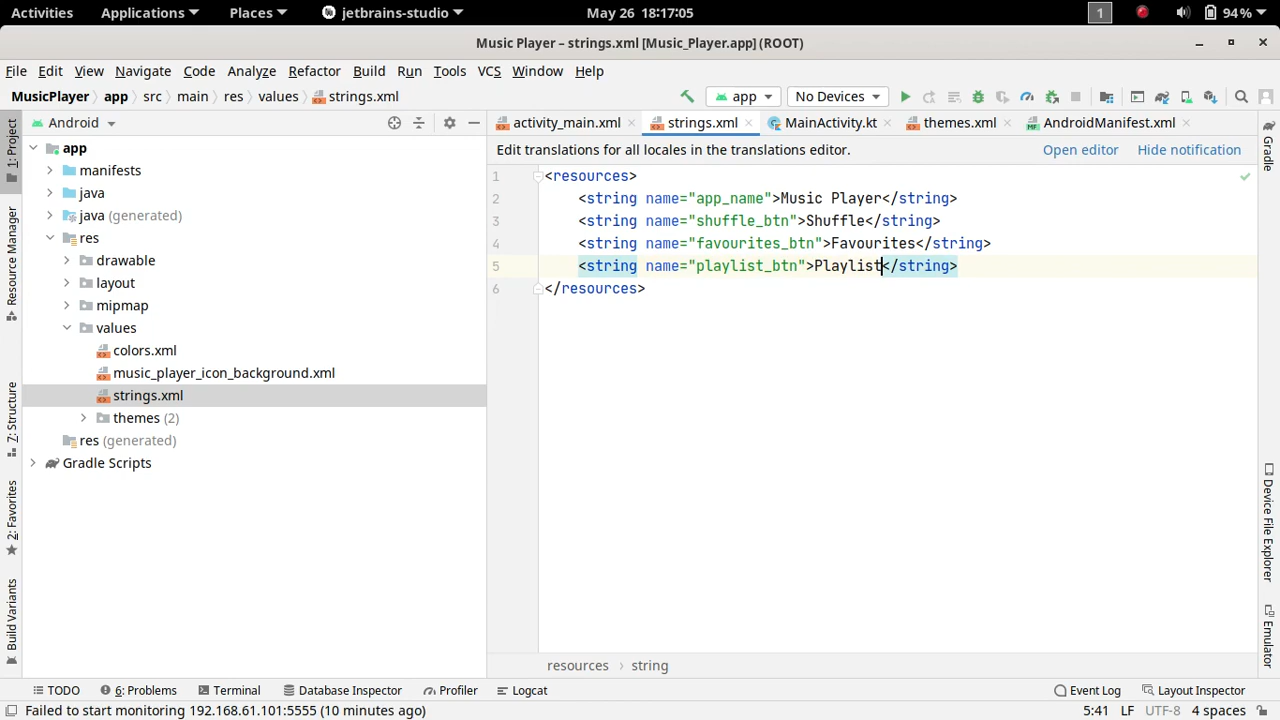 Activities Applications Places jetbrains-studio May 26 18:17:05 1 94%
Music Player – strings.xml [Music_Player.app] (ROOT)
File Edit View Navigate Code Analyze Refactor Build Run Tools VCS Window Help
MusicPlayer app src main res values strings.xml app No Devices
1: Project
Resource Manager
7: Structure
2: Favorites
Build Variants
Android
app
manifests
java
java (generated)
res
drawable
layout
mipmap
values
colors.xml
music_player_icon_background.xml
strings.xml
themes (2)
res (generated)
Gradle Scripts
activity_main.xml strings.xml MainActivity.kt themes.xml AndroidManifest.xml
Edit translations for all locales in the translations editor. Open editor Hide notification
1 <resources>
2 <string name="app_name">Music Player</string>
3 <string name="shuffle_btn">Shuffle</string>
4 <string name="favourites_btn">Favourites</string>
5 <string name="playlist_btn">Playlist</string>
6 </resources>
resources › string
Gradle
Device File Explorer
Emulator
TODO 6: Problems Terminal Database Inspector Profiler Logcat Event Log Layout Inspector
Failed to start monitoring 192.168.61.101:5555 (10 minutes ago) 5:41 LF UTF-8 4 spaces